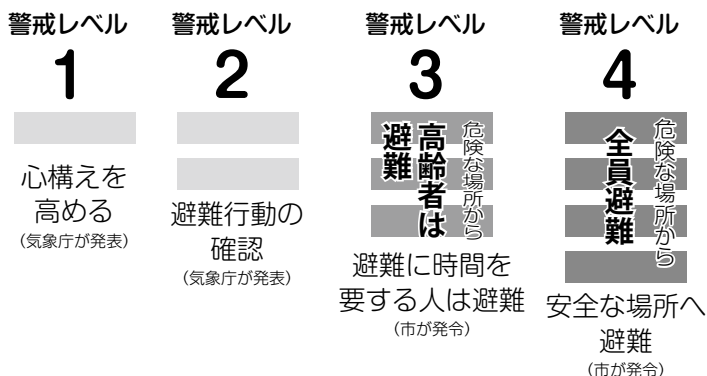 警戒レベル
1
心構えを
高める
(気象庁が発表)
警戒レベル
2
避難行動の
確認
(気象庁が発表)
警戒レベル
3
危険な場所から
高齢者は
避難
避難に時間を
要する人は避難
(市が発令)
警戒レベル
4
危険な場所から
全員避難
安全な場所へ
避難
(市が発令)